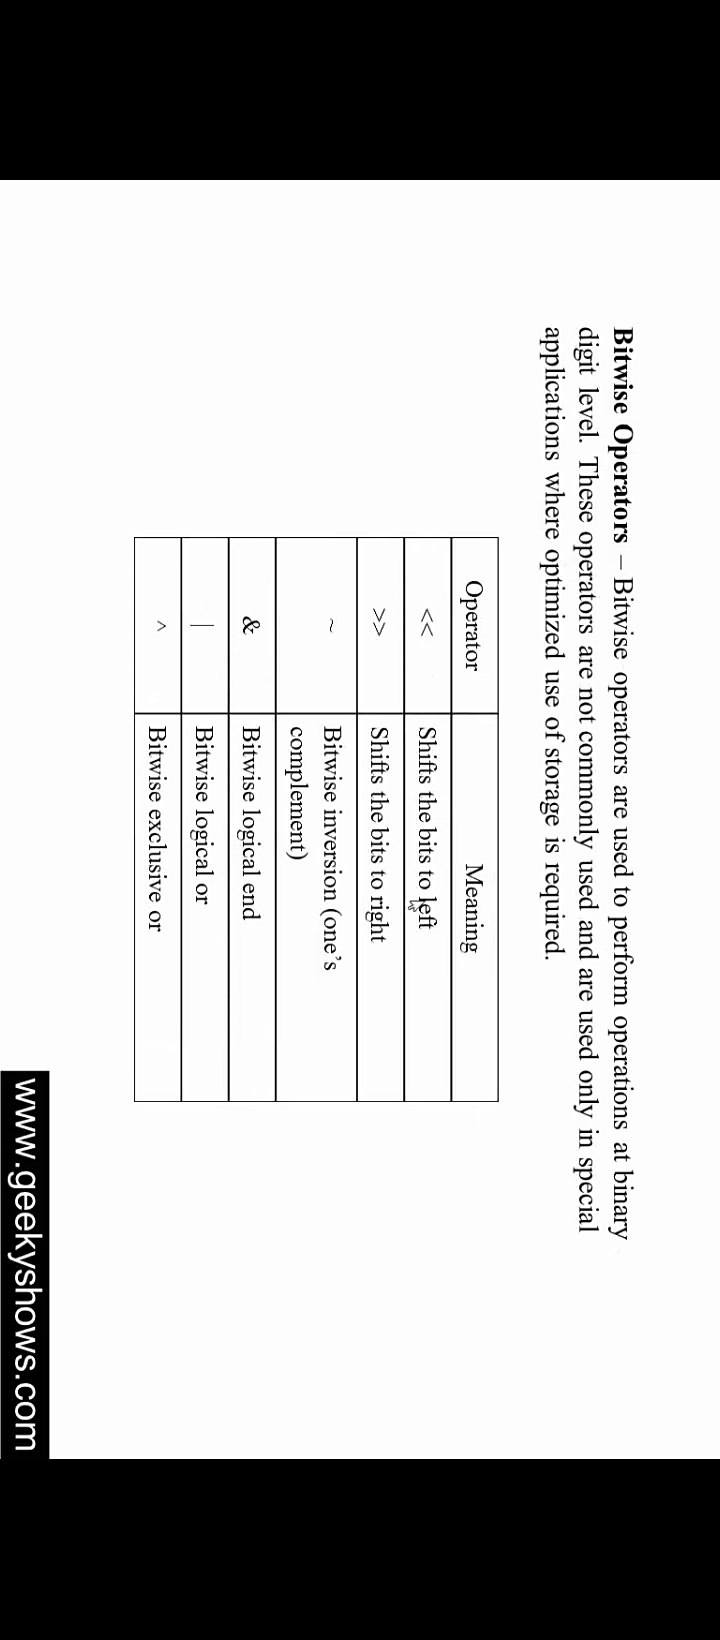 Bitwise Operators – Bitwise operators are used to perform operations at binary
digit level. These operators are not commonly used and are used only in special
applications where optimized use of storage is required.
Operator Meaning
<< Shifts the bits to left
>> Shifts the bits to right
~ Bitwise inversion (one's
complement)
& Bitwise logical end
| Bitwise logical or
^ Bitwise exclusive or
www.geekyshows.com